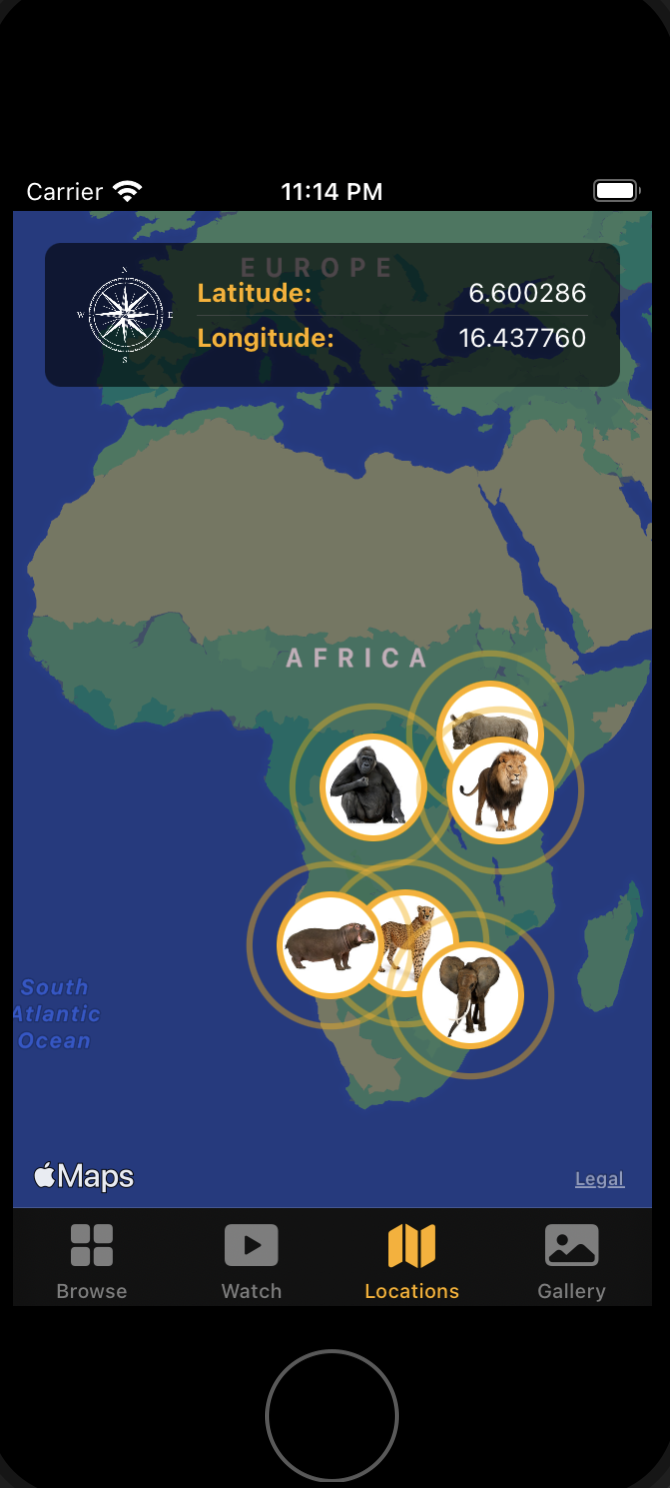 Carrier 11:14 PM
EUROPE
N
Latitude: 6.600286
W E
Longitude: 16.437760
S
AFRICA
South
Atlantic
Ocean
Maps
Legal
Browse Watch Locations Gallery